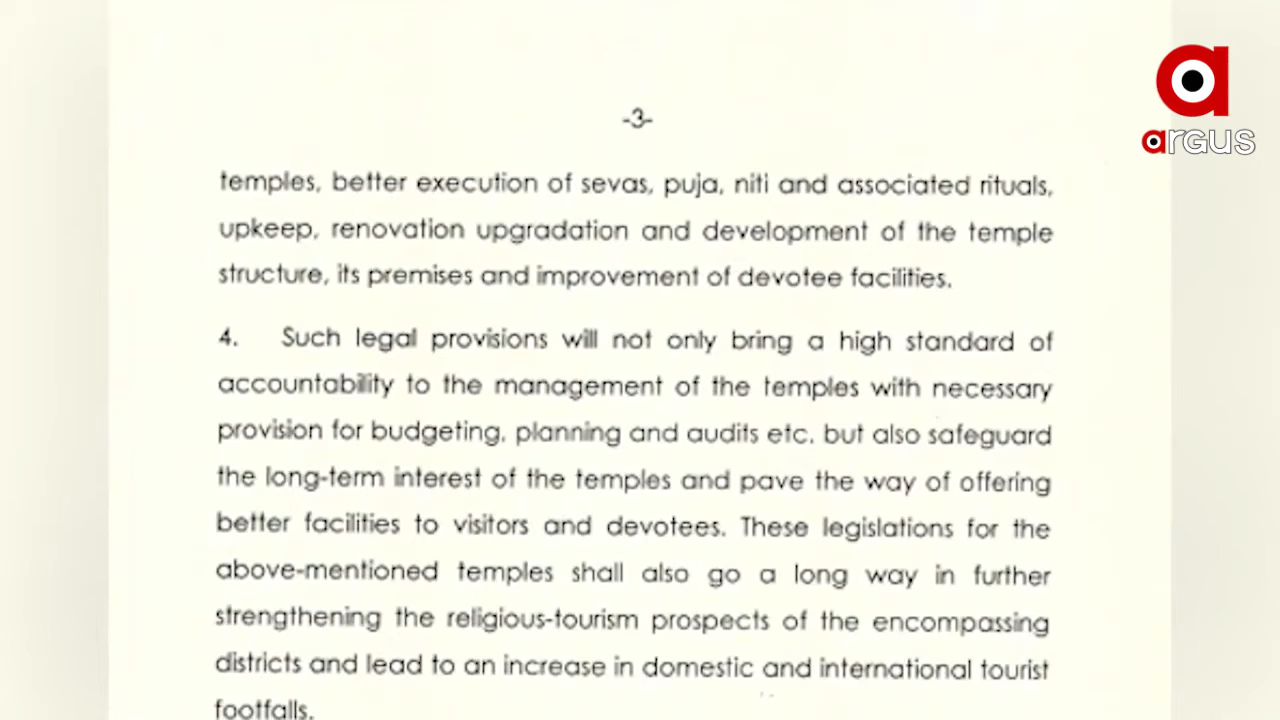 argus
-3-
temples, better execution of sevas, puja, niti and associated rituals,
upkeep, renovation upgradation and development of the temple
structure, its premises and improvement of devotee facilities.
4. Such legal provisions will not only bring a high standard of
accountability to the management of the temples with necessary
provision for budgeting, planning and audits etc. but also safeguard
the long-term interest of the temples and pave the way of offering
better facilities to visitors and devotees. These legislations for the
above-mentioned temples shall also go a long way in further
strengthening the religious-tourism prospects of the encompassing
districts and lead to an increase in domestic and international tourist
footfalls.